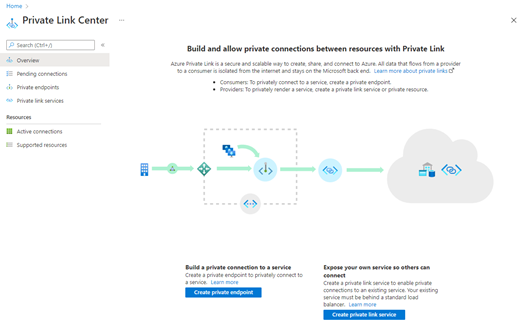 Home >
Private Link Center
...
Search (Ctrl+/)
«
Overview
Pending connections
Private endpoints
Private link services
Resources
Active connections
Supported resources
Build and allow private connections between resources with Private Link
Azure Private Link is a secure and scalable way to create, share, and connect to Azure. All data that flows from a provider
to a consumer is isolated from the internet and stays on the Microsoft back end. Learn more about private links
• Consumers: To privately connect to a service, create a private endpoint.
• Providers: To privately render a service, create a private link service or private resource.
Build a private connection to a service
Create a private endpoint to privately connect to
a service. Learn more
Create private endpoint
Expose your own service so others can
connect
Create a private link service to enable private
connections to an existing service. Your existing
service must be behind a standard load
balancer. Learn more
Create private link service